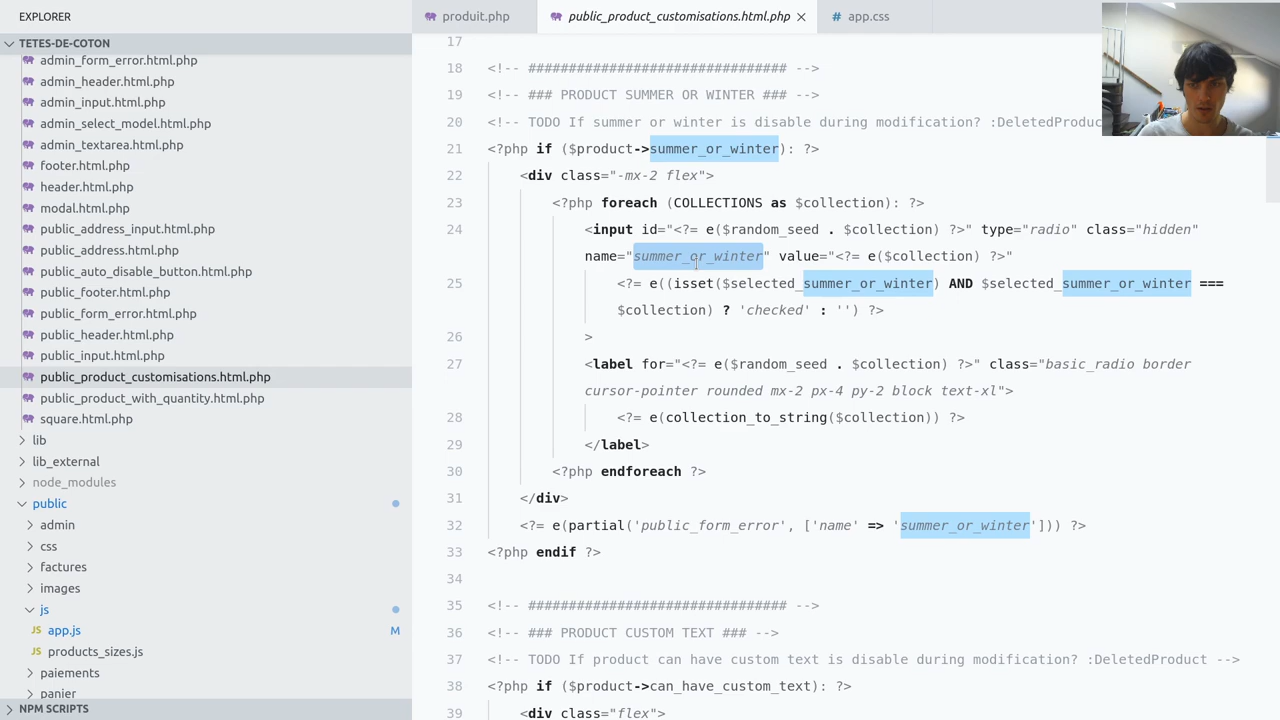 EXPLORER
TETES-DE-COTON
admin_form_error.html.php
admin_header.html.php
admin_input.html.php
admin_select_model.html.php
admin_textarea.html.php
footer.html.php
header.html.php
modal.html.php
public_address_input.html.php
public_address.html.php
public_auto_disable_button.html.php
public_footer.html.php
public_form_error.html.php
public_header.html.php
public_input.html.php
public_product_customisations.html.php
public_product_with_quantity.html.php
square.html.php
lib
lib_external
node_modules
public
admin
css
factures
images
js
JS app.js M
JS products_sizes.js
paiements
panier
NPM SCRIPTS
produit.php public_product_customisations.html.php app.css
17
18 <!-- ################################ -->
19 <!-- ### PRODUCT SUMMER OR WINTER ### -->
20 <!-- TODO If summer or winter is disable during modification? :DeletedProduc
21 <?php if ($product->summer_or_winter): ?>
22 <div class="-mx-2 flex">
23 <?php foreach (COLLECTIONS as $collection): ?>
24 <input id="<?= e($random_seed . $collection) ?>" type="radio" class="hidden"
name="summer_or_winter" value="<?= e($collection) ?>"
25 <?= e((isset($selected_summer_or_winter) AND $selected_summer_or_winter ===
$collection) ? 'checked' : '') ?>
26 >
27 <label for="<?= e($random_seed . $collection) ?>" class="basic_radio border
cursor-pointer rounded mx-2 px-4 py-2 block text-xl">
28 <?= e(collection_to_string($collection)) ?>
29 </label>
30 <?php endforeach ?>
31 </div>
32 <?= e(partial('public_form_error', ['name' => 'summer_or_winter'])) ?>
33 <?php endif ?>
34
35 <!-- ################################ -->
36 <!-- ### PRODUCT CUSTOM TEXT ### -->
37 <!-- TODO If product can have custom text is disable during modification? :DeletedProduct -->
38 <?php if ($product->can_have_custom_text): ?>
39 <div class="flex">